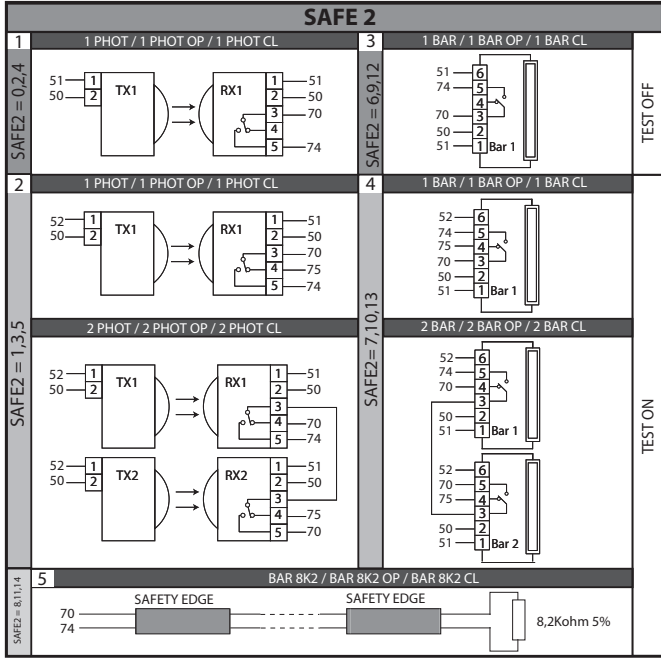 SAFE 2
1 1 PHOT / 1 PHOT OP / 1 PHOT CL
SAFE2 = 0,2,4
51 1 TX1 RX1 1 51
50 2 2 50
3 70
4
5 74
3 1 BAR / 1 BAR OP / 1 BAR CL
SAFE2 = 6,9,12
51 6
74 5
4
70 3
50 2
51 1 Bar 1
TEST OFF
2 1 PHOT / 1 PHOT OP / 1 PHOT CL
SAFE2 = 1,3,5
52 1 TX1 RX1 1 51
50 2 2 50
3 70
4 75
5 74
2 PHOT / 2 PHOT OP / 2 PHOT CL
52 1 TX1 RX1 1 51
50 2 2 50
3
4 70
5 74
52 1 TX2 RX2 1 51
50 2 2 50
3
4 75
5 70
4 1 BAR / 1 BAR OP / 1 BAR CL
SAFE2= 7,10,13
52 6
74 5
75 4
70 3
50 2
51 1 Bar 1
2 BAR / 2 BAR OP / 2 BAR CL
52 6
74 5
70 4
3
50 2
51 1 Bar 1
52 6
70 5
75 4
3
50 2
51 1 Bar 2
TEST ON
5 BAR 8K2 / BAR 8K2 OP / BAR 8K2 CL
SAFE2 = 8,11,14
SAFETY EDGE SAFETY EDGE
70
74
8,2Kohm 5%